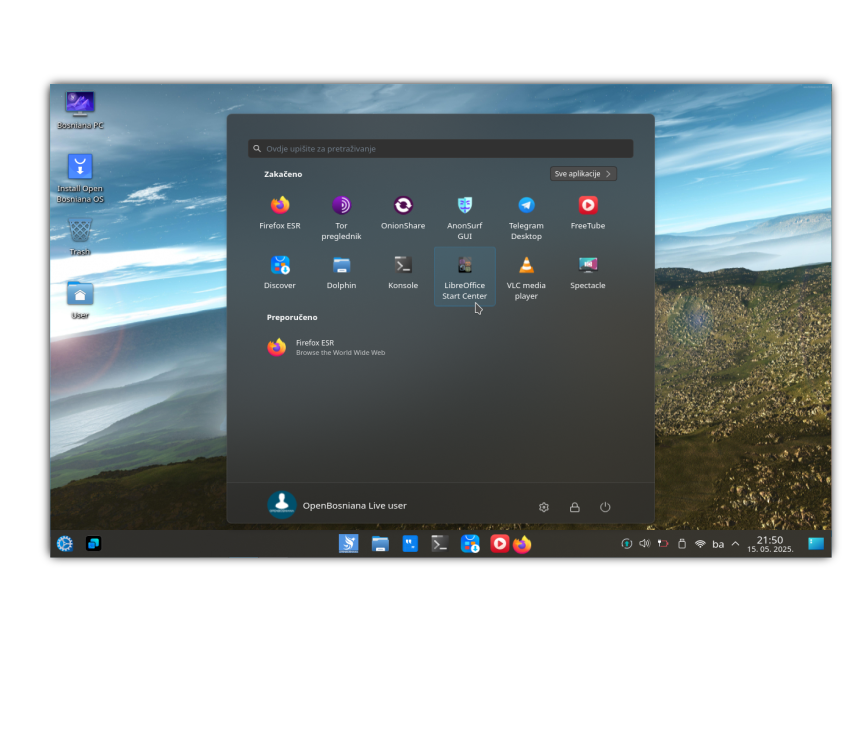 Bosniana PC
Install Open
Bosniana OS
Trash
User
Ovdje upišite za pretraživanje
Zakačeno
Sve aplikacije
Firefox ESR
Tor
preglednik
OnionShare
AnonSurf
GUI
Telegram
Desktop
FreeTube
Discover
Dolphin
Konsole
LibreOffice
Start Center
VLC media
player
Spectacle
Preporučeno
Firefox ESR
Browse the World Wide Web
OpenBosniana Live user
ba
21:50
15. 05. 2025.